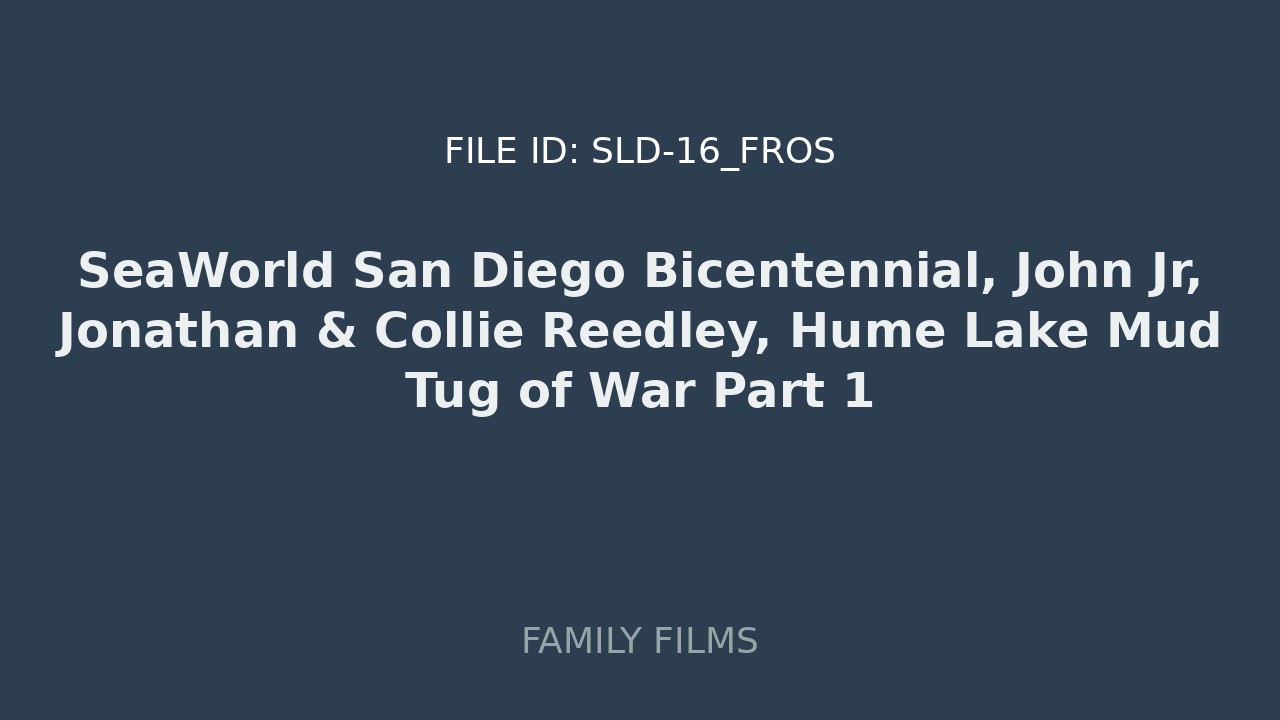 FILE ID: SLD-16_FROS
SeaWorld San Diego Bicentennial, John Jr,
Jonathan & Collie Reedley, Hume Lake Mud
Tug of War Part 1
FAMILY FILMS